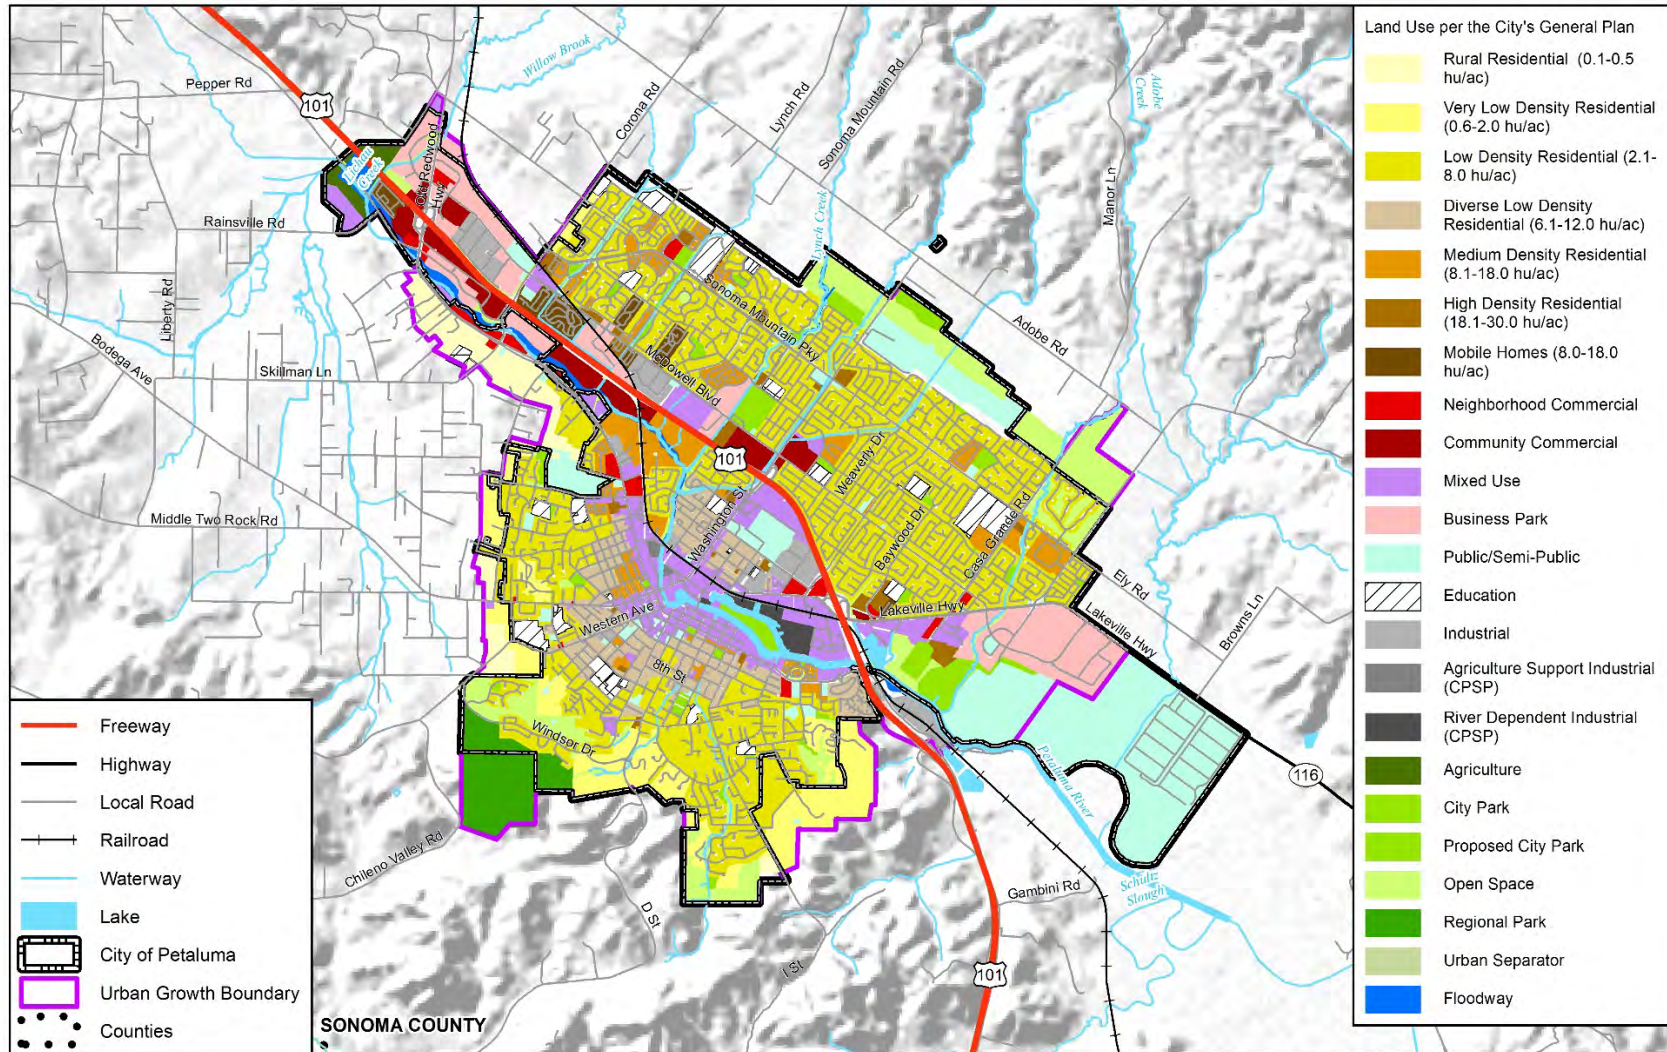 Land Use per the City's General Plan
Rural Residential (0.1-0.5
hu/ac)
Very Low Density Residential
(0.6-2.0 hu/ac)
Low Density Residential (2.1-
8.0 hu/ac)
Diverse Low Density
Residential (6.1-12.0 hu/ac)
Medium Density Residential
(8.1-18.0 hu/ac)
High Density Residential
(18.1-30.0 hu/ac)
Mobile Homes (8.0-18.0
hu/ac)
Neighborhood Commercial
Community Commercial
Mixed Use
Business Park
Public/Semi-Public
Education
Industrial
Agriculture Support Industrial
(CPSP)
River Dependent Industrial
(CPSP)
Agriculture
City Park
Proposed City Park
Open Space
Regional Park
Urban Separator
Floodway
Freeway
Highway
Local Road
Railroad
Waterway
Lake
City of Petaluma
Urban Growth Boundary
Counties
SONOMA COUNTY
Willow Brook
Pepper Rd
101
Corona Rd
Lynch Rd
Sonoma Mountain Rd
Adobe
Creek
Manor Ln
Lichau
Creek
Old Redwood
Hwy
Rainsville Rd
Lynch Creek
Liberty Rd
Bodega Ave
Skillman Ln
Sonoma Mountain Pky
McDowell Blvd
Adobe Rd
101
Weaverly Dr
Middle Two Rock Rd
Washington St
Baywood Dr
Casa Grande Rd
Ely Rd
Lakeville Hwy
Lakeville Hwy
Browns Ln
Western Ave
8th St
Windsor Dr
Petaluma River
116
Chileno Valley Rd
D St
I St
Schultz
Slough
Gambini Rd
101